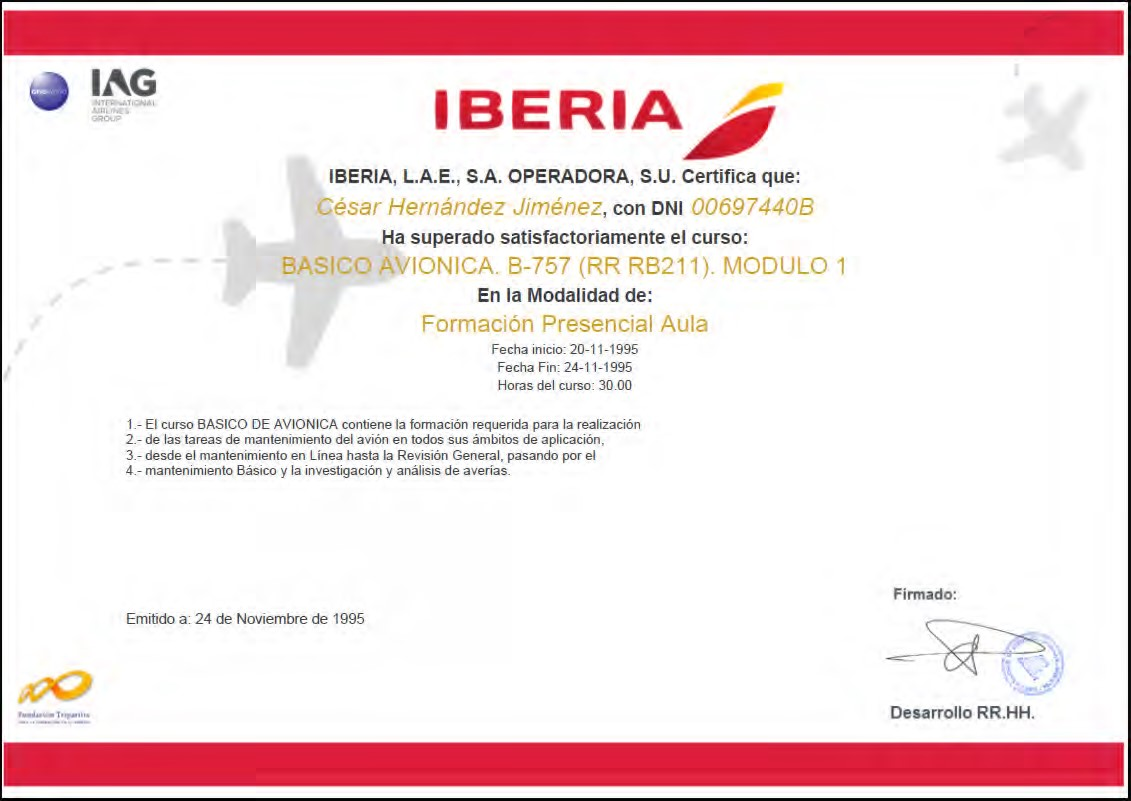 oneworld
IAG
INTERNATIONAL
AIRLINES
GROUP
IBERIA
IBERIA, L.A.E., S.A. OPERADORA, S.U. Certifica que:
César Hernández Jiménez, con DNI 00697440B
Ha superado satisfactoriamente el curso:
BASICO AVIONICA. B-757 (RR RB211). MODULO 1
En la Modalidad de:
Formación Presencial Aula
Fecha inicio: 20-11-1995
Fecha Fin: 24-11-1995
Horas del curso: 30.00
1.- El curso BASICO DE AVIONICA contiene la formación requerida para la realización
2.- de las tareas de mantenimiento del avión en todos sus ámbitos de aplicación,
3.- desde el mantenimiento en Línea hasta la Revisión General, pasando por el
4.- mantenimiento Básico y la investigación y análisis de averías.
Emitido a: 24 de Noviembre de 1995
Firmado:
Desarrollo RR.HH.
Fundación Tripartita